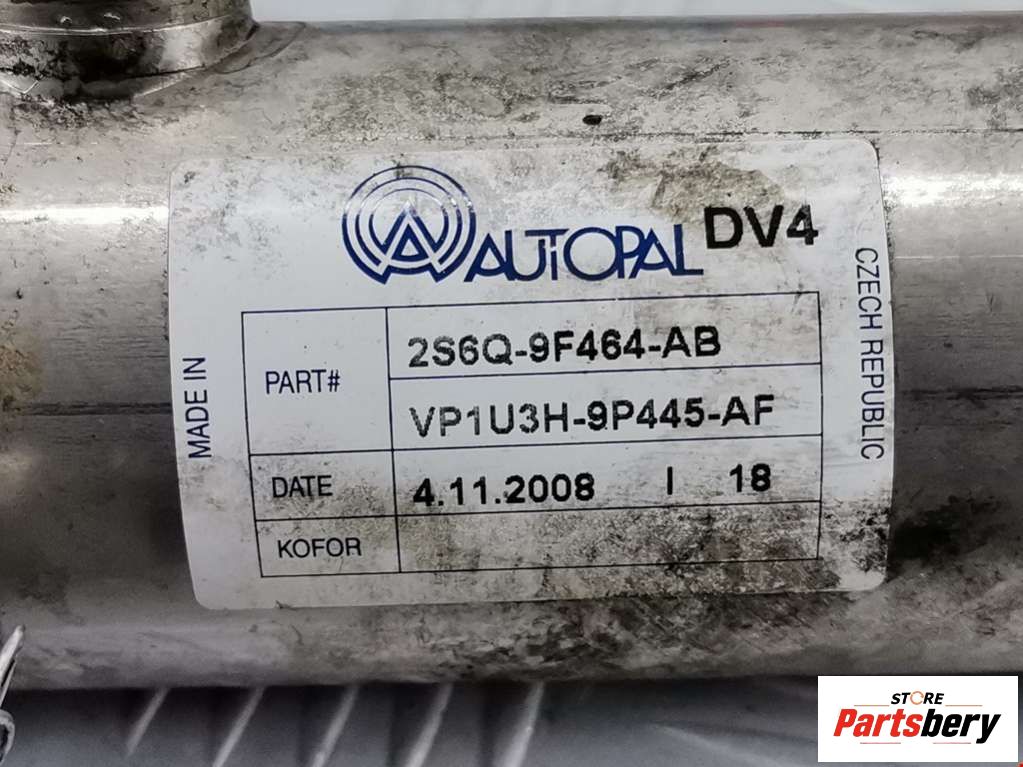 AUTOPAL DV4
MADE IN
CZECH REPUBLIC
PART# 2S6Q-9F464-AB
VP1U3H-9P445-AF
DATE 4.11.2008 I 18
KOFOR
STORE
Partsbery